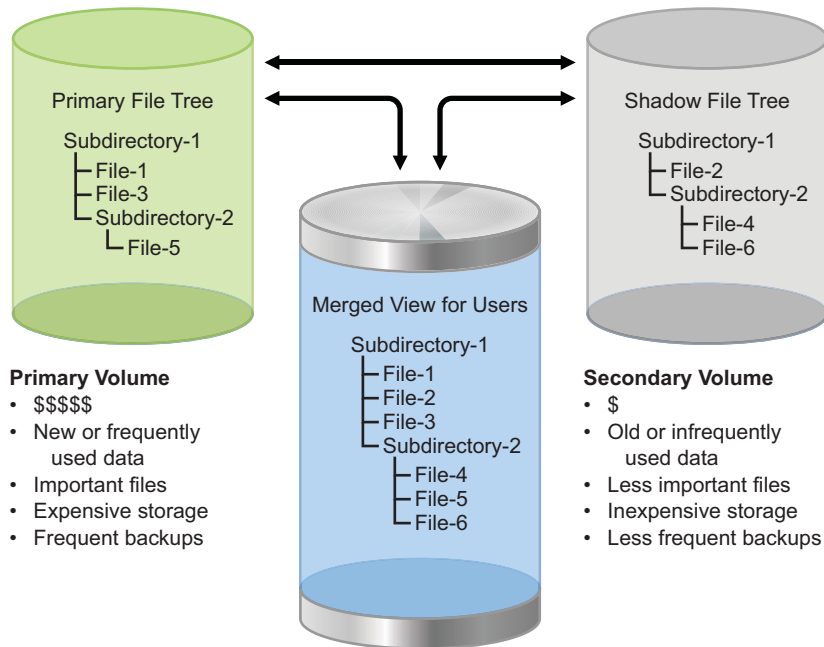 Primary File Tree
Subdirectory-1
File-1
File-3
Subdirectory-2
File-5
Shadow File Tree
Subdirectory-1
File-2
Subdirectory-2
File-4
File-6
Merged View for Users
Subdirectory-1
File-1
File-2
File-3
Subdirectory-2
File-4
File-5
File-6
Primary Volume
• $$$$$
• New or frequently
used data
• Important files
• Expensive storage
• Frequent backups
Secondary Volume
• $
• Old or infrequently
used data
• Less important files
• Inexpensive storage
• Less frequent backups